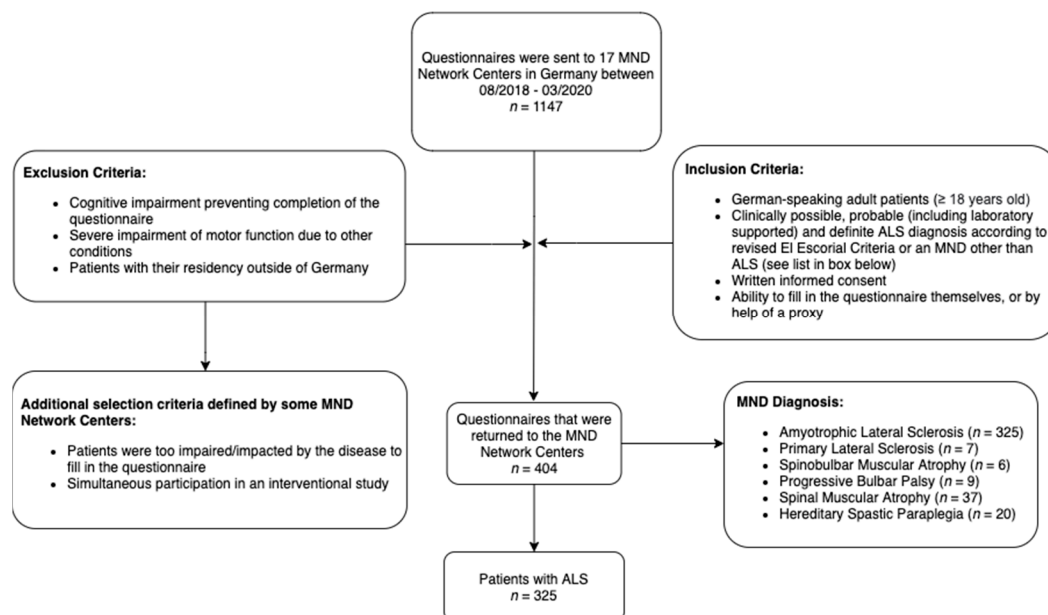 Questionnaires were sent to 17 MND
Network Centers in Germany between
08/2018 - 03/2020
n = 1147
Exclusion Criteria:
• Cognitive impairment preventing completion of the
questionnaire
• Severe impairment of motor function due to other
conditions
• Patients with their residency outside of Germany
Inclusion Criteria:
• German-speaking adult patients (≥ 18 years old)
• Clinically possible, probable (including laboratory
supported) and definite ALS diagnosis according to
revised El Escorial Criteria or an MND other than
ALS (see list in box below)
• Written informed consent
• Ability to fill in the questionnaire themselves, or by
help of a proxy
Additional selection criteria defined by some MND
Network Centers:
• Patients were too impaired/impacted by the disease to
fill in the questionnaire
• Simultaneous participation in an interventional study
Questionnaires that were
returned to the MND
Network Centers
n = 404
MND Diagnosis:
• Amyotrophic Lateral Sclerosis (n = 325)
• Primary Lateral Sclerosis (n = 7)
• Spinobulbar Muscular Atrophy (n = 6)
• Progressive Bulbar Palsy (n = 9)
• Spinal Muscular Atrophy (n = 37)
• Hereditary Spastic Paraplegia (n = 20)
Patients with ALS
n = 325